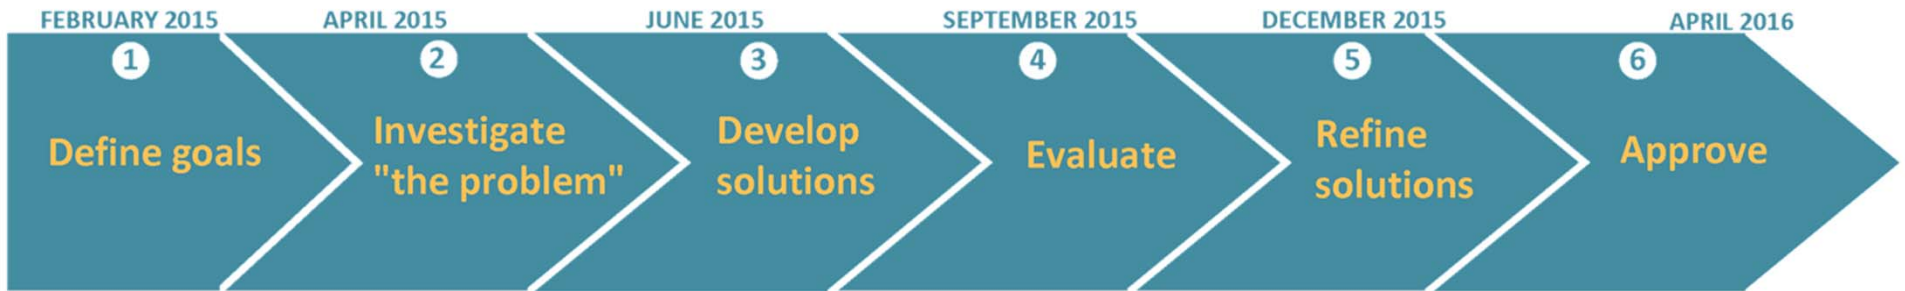 FEBRUARY 2015
APRIL 2015
JUNE 2015
SEPTEMBER 2015
DECEMBER 2015
APRIL 2016
1
2
3
4
5
6
Define goals
Investigate
"the problem"
Develop
solutions
Evaluate
Refine
solutions
Approve